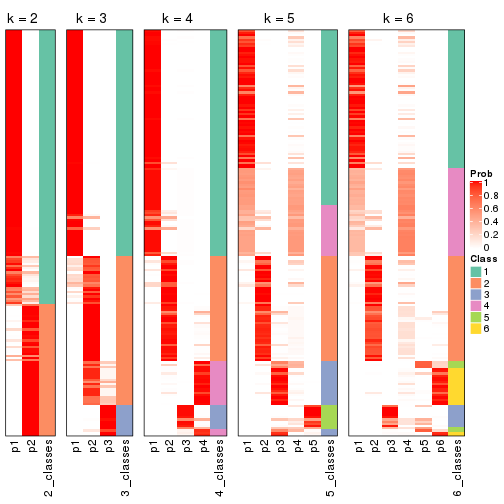 k = 2
k = 3
k = 4
k = 5
k = 6
p1
p2
2_classes
p1
p2
p3
3_classes
p1
p2
p3
p4
4_classes
p1
p2
p3
p4
p5
5_classes
p1
p2
p3
p4
p5
p6
6_classes
Prob
1
0.8
0.6
0.4
0.2
0
Class
1
2
3
4
5
6